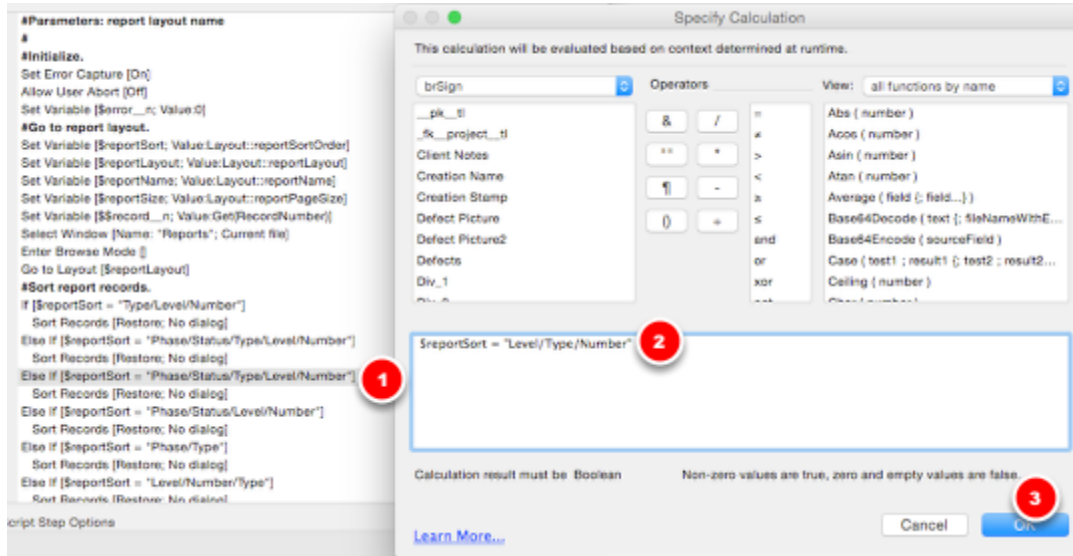 #Parameters: report layout name
#
#Initialize.
Set Error Capture [On]
Allow User Abort [Off]
Set Variable [$error__n; Value:0]
#Go to report layout.
Set Variable [$reportSort; Value:Layout::reportSortOrder]
Set Variable [$reportLayout; Value:Layout::reportLayout]
Set Variable [$reportName; Value:Layout::reportName]
Set Variable [$reportSize; Value:Layout::reportPageSize]
Set Variable [$$record__n; Value:Get(RecordNumber)]
Select Window [Name: "Reports"; Current file]
Enter Browse Mode []
Go to Layout [$reportLayout]
#Sort report records.
If [$reportSort = "Type/Level/Number"]
Sort Records [Restore; No dialog]
Else If [$reportSort = "Phase/Status/Type/Level/Number"]
Sort Records [Restore; No dialog]
Else If [$reportSort = "Phase/Status/Type/Level/Number"]
Sort Records [Restore; No dialog]
Else If [$reportSort = "Phase/Status/Level/Number"]
Sort Records [Restore; No dialog]
Else If [$reportSort = "Phase/Type"]
Sort Records [Restore; No dialog]
Else If [$reportSort = "Level/Number/Type"]
Sort Records [Restore; No dialog]
cript Step Options
1
Specify Calculation
This calculation will be evaluated based on context determined at runtime.
brSign
Operators
View: all functions by name
__pk__tl
_fk__project__tl
Client Notes
Creation Name
Creation Stamp
Defect Picture
Defect Picture2
Defects
Div_1
& /
"" *
¶ -
() ÷
=
≠
>
<
≥
≤
and
or
xor
not
Abs ( number )
Acos ( number )
Asin ( number )
Atan ( number )
Average ( field {; field...} )
Base64Decode ( text {; fileNameWithE...
Base64Encode ( sourceField )
Case ( test1 ; result1 {; test2 ; result2...
Ceiling ( number )
Char ( number )
$reportSort = "Level/Type/Number"
2
Calculation result must be Boolean
Non-zero values are true, zero and empty values are false.
3
Learn More...
Cancel
OK